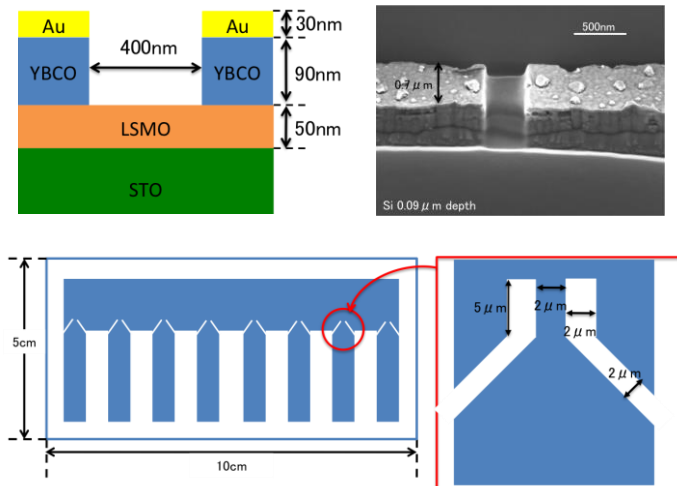 Au
Au
30nm
400nm
YBCO
YBCO
90nm
LSMO
50nm
STO
500nm
0.7μm
Si 0.09μm depth
5cm
10cm
5μm
2μm
2μm
2μm